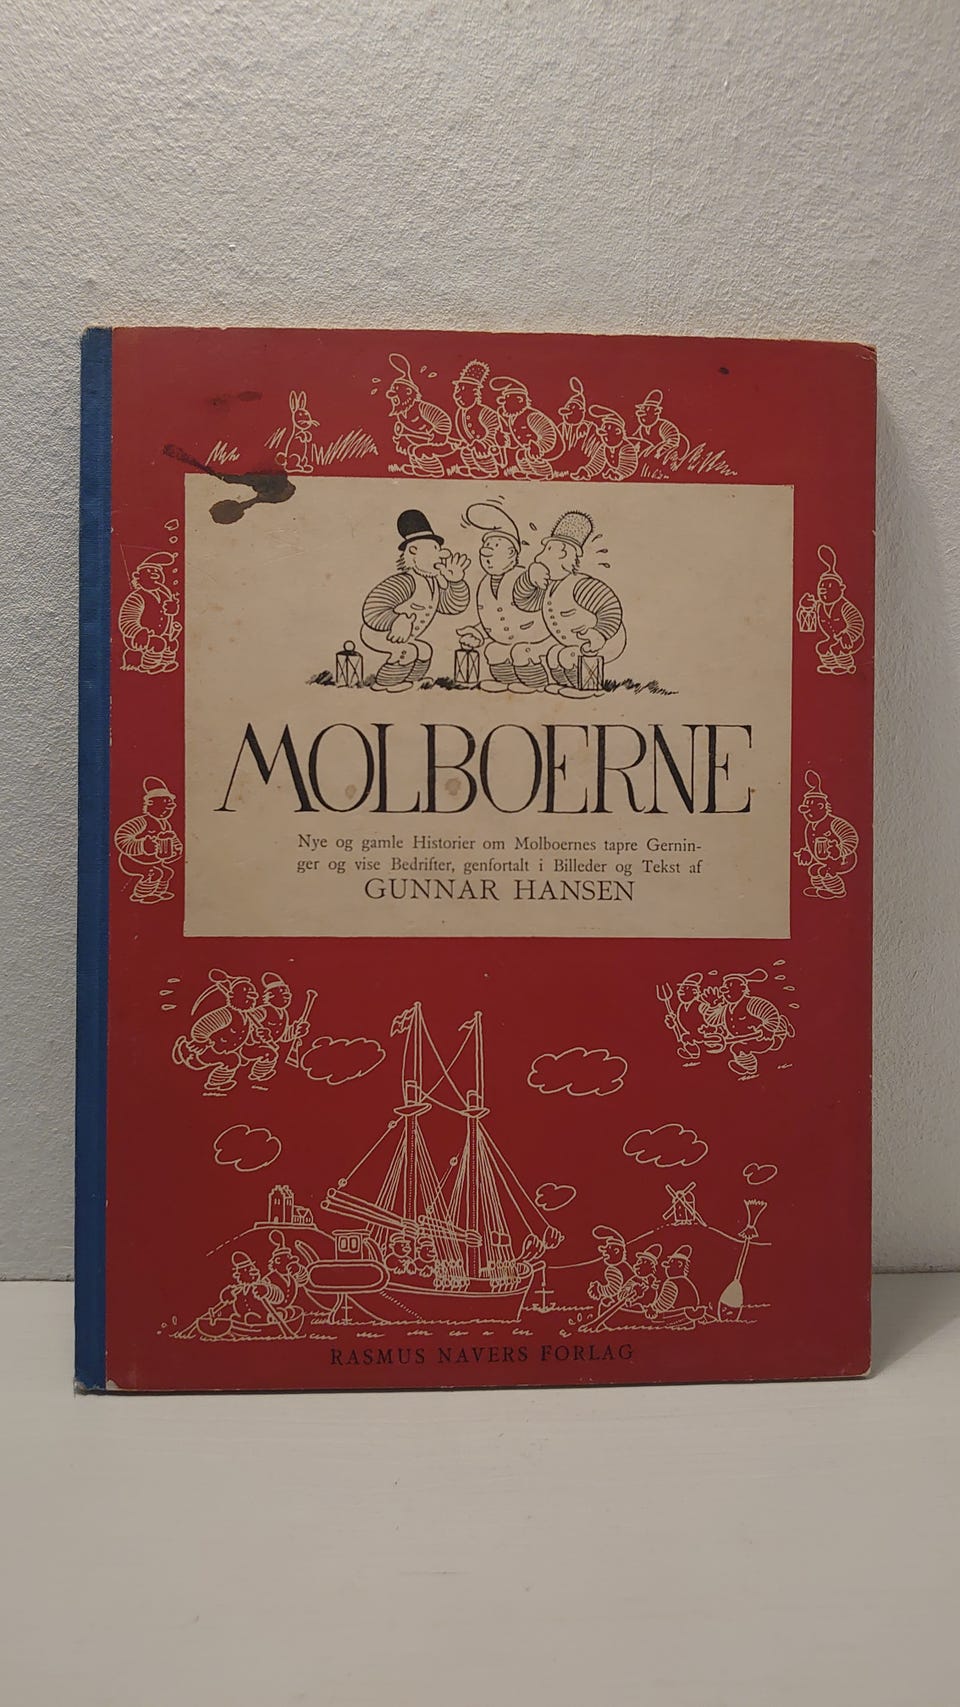 MOLBOERNE
Nye og gamle Historier om Molboernes tapre Gernin-
ger og vise Bedrifter, genfortalt i Billeder og Tekst af
GUNNAR HANSEN
RASMUS NAVERS FORLAG